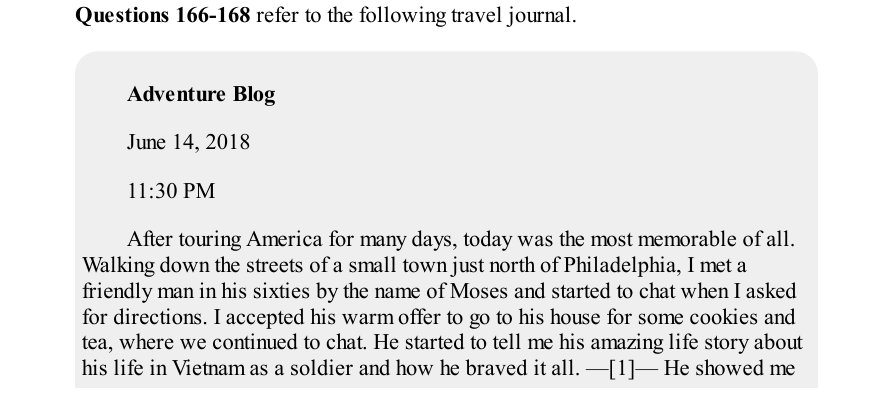 Questions 166-168 refer to the following travel journal.
Adventure Blog
June 14, 2018
11:30 PM
After touring America for many days, today was the most memorable of all.
Walking down the streets of a small town just north of Philadelphia, I met a
friendly man in his sixties by the name of Moses and started to chat when I asked
for directions. I accepted his warm offer to go to his house for some cookies and
tea, where we continued to chat. He started to tell me his amazing life story about
his life in Vietnam as a soldier and how he braved it all. —[1]— He showed me